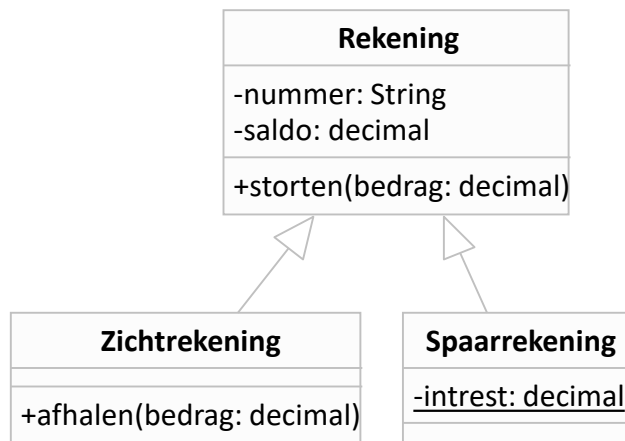 Rekening
-nummer: String
-saldo: decimal
+storten(bedrag: decimal)
Zichtrekening
+afhalen(bedrag: decimal)
Spaarrekening
-intrest: decimal